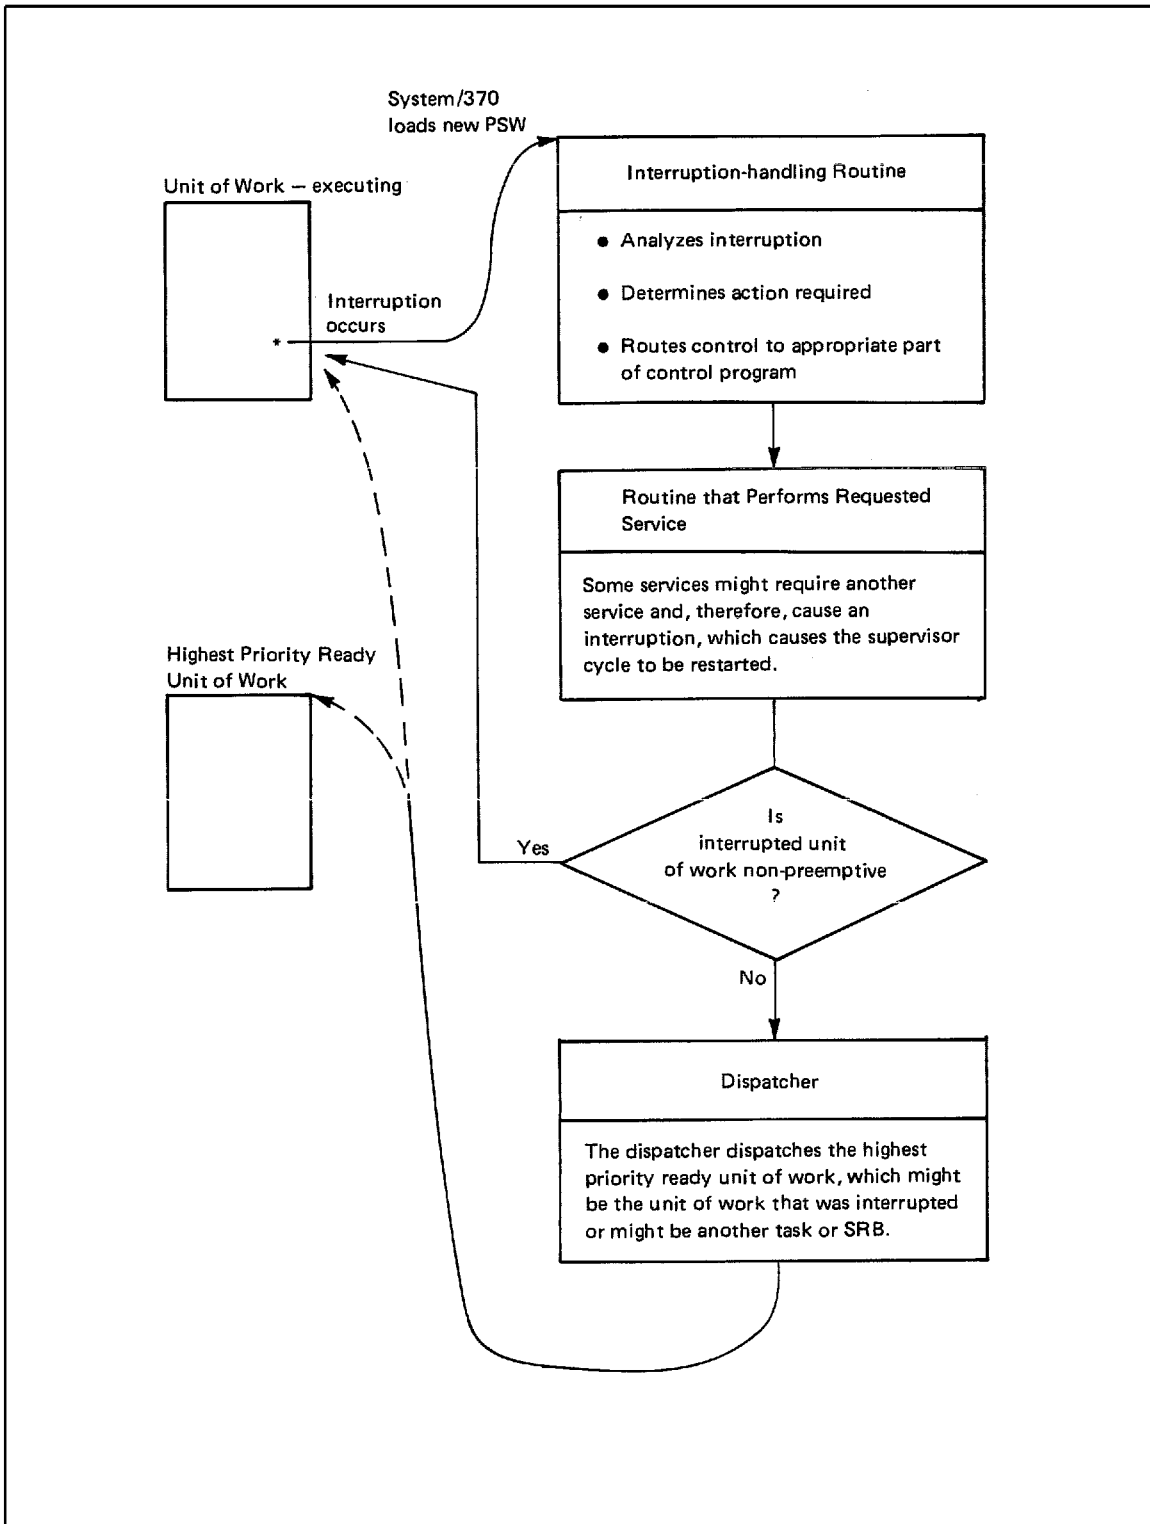 System/370
loads new PSW
Unit of Work — executing
Interruption
occurs
*
Interruption-handling Routine
● Analyzes interruption
● Determines action required
● Routes control to appropriate part
of control program
Routine that Performs Requested
Service
Some services might require another
service and, therefore, cause an
interruption, which causes the supervisor
cycle to be restarted.
Highest Priority Ready
Unit of Work
Is
interrupted unit
of work non-preemptive
?
Yes
No
Dispatcher
The dispatcher dispatches the highest
priority ready unit of work, which might
be the unit of work that was interrupted
or might be another task or SRB.